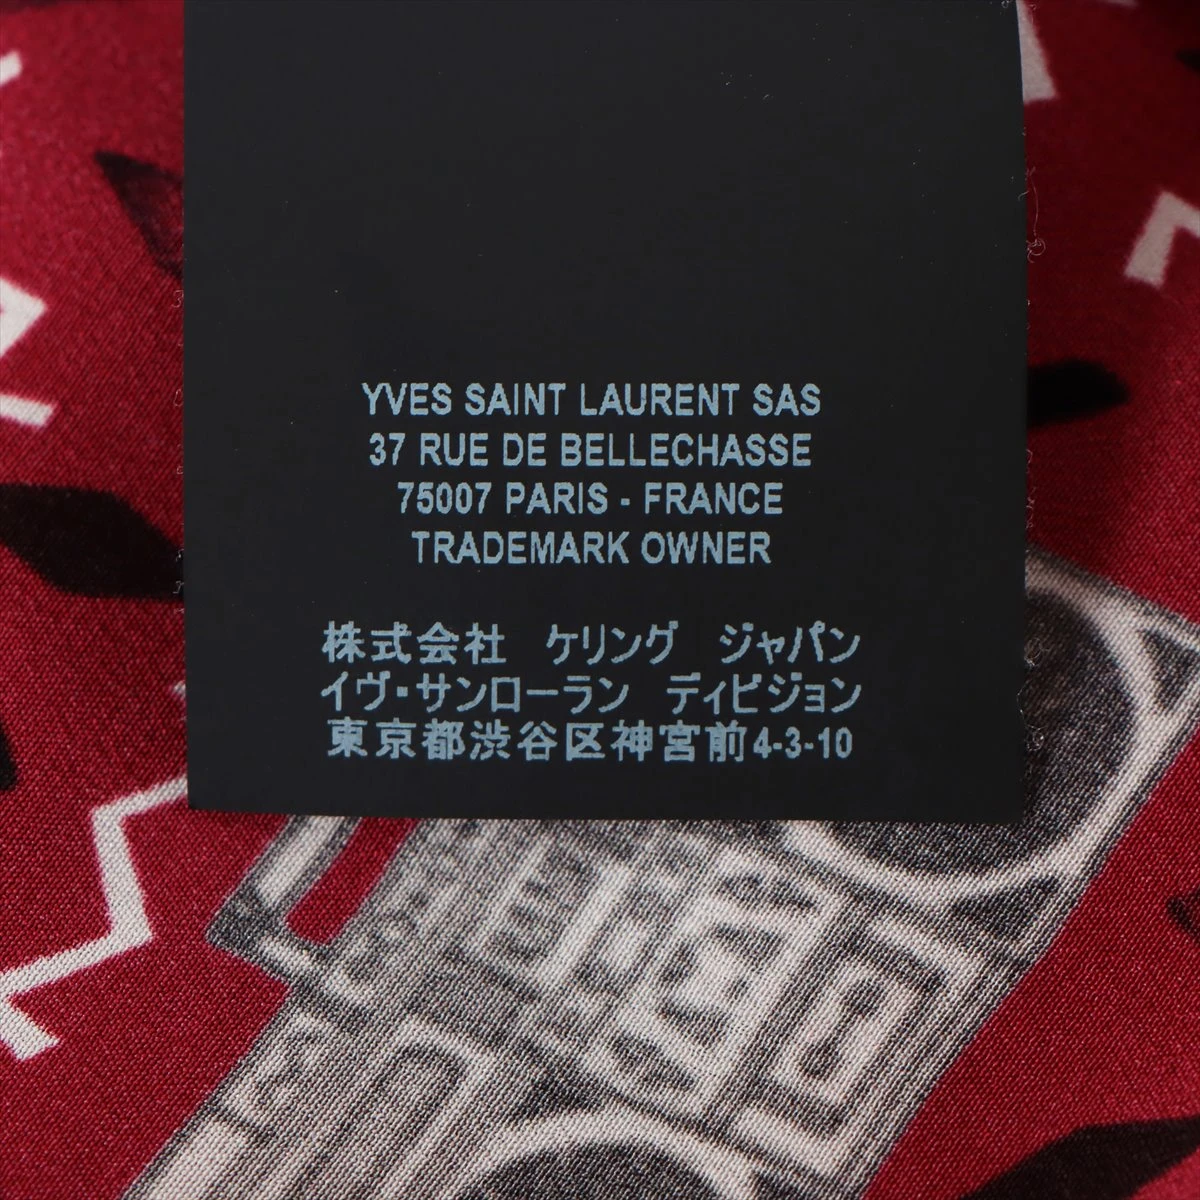 YVES SAINT LAURENT SAS
37 RUE DE BELLECHASSE
75007 PARIS - FRANCE
TRADEMARK OWNER
株式会社 ケリング ジャパン
イヴ・サンローラン ディビジョン
東京都渋谷区神宮前4-3-10